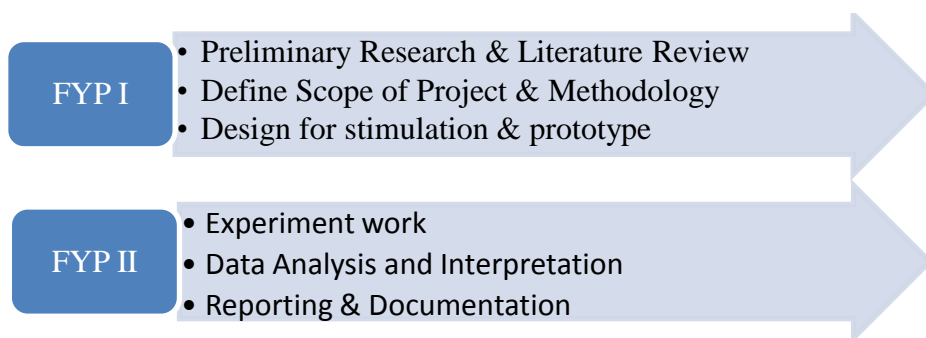 FYP I
• Preliminary Research & Literature Review
• Define Scope of Project & Methodology
• Design for stimulation & prototype
FYP II
• Experiment work
• Data Analysis and Interpretation
• Reporting & Documentation